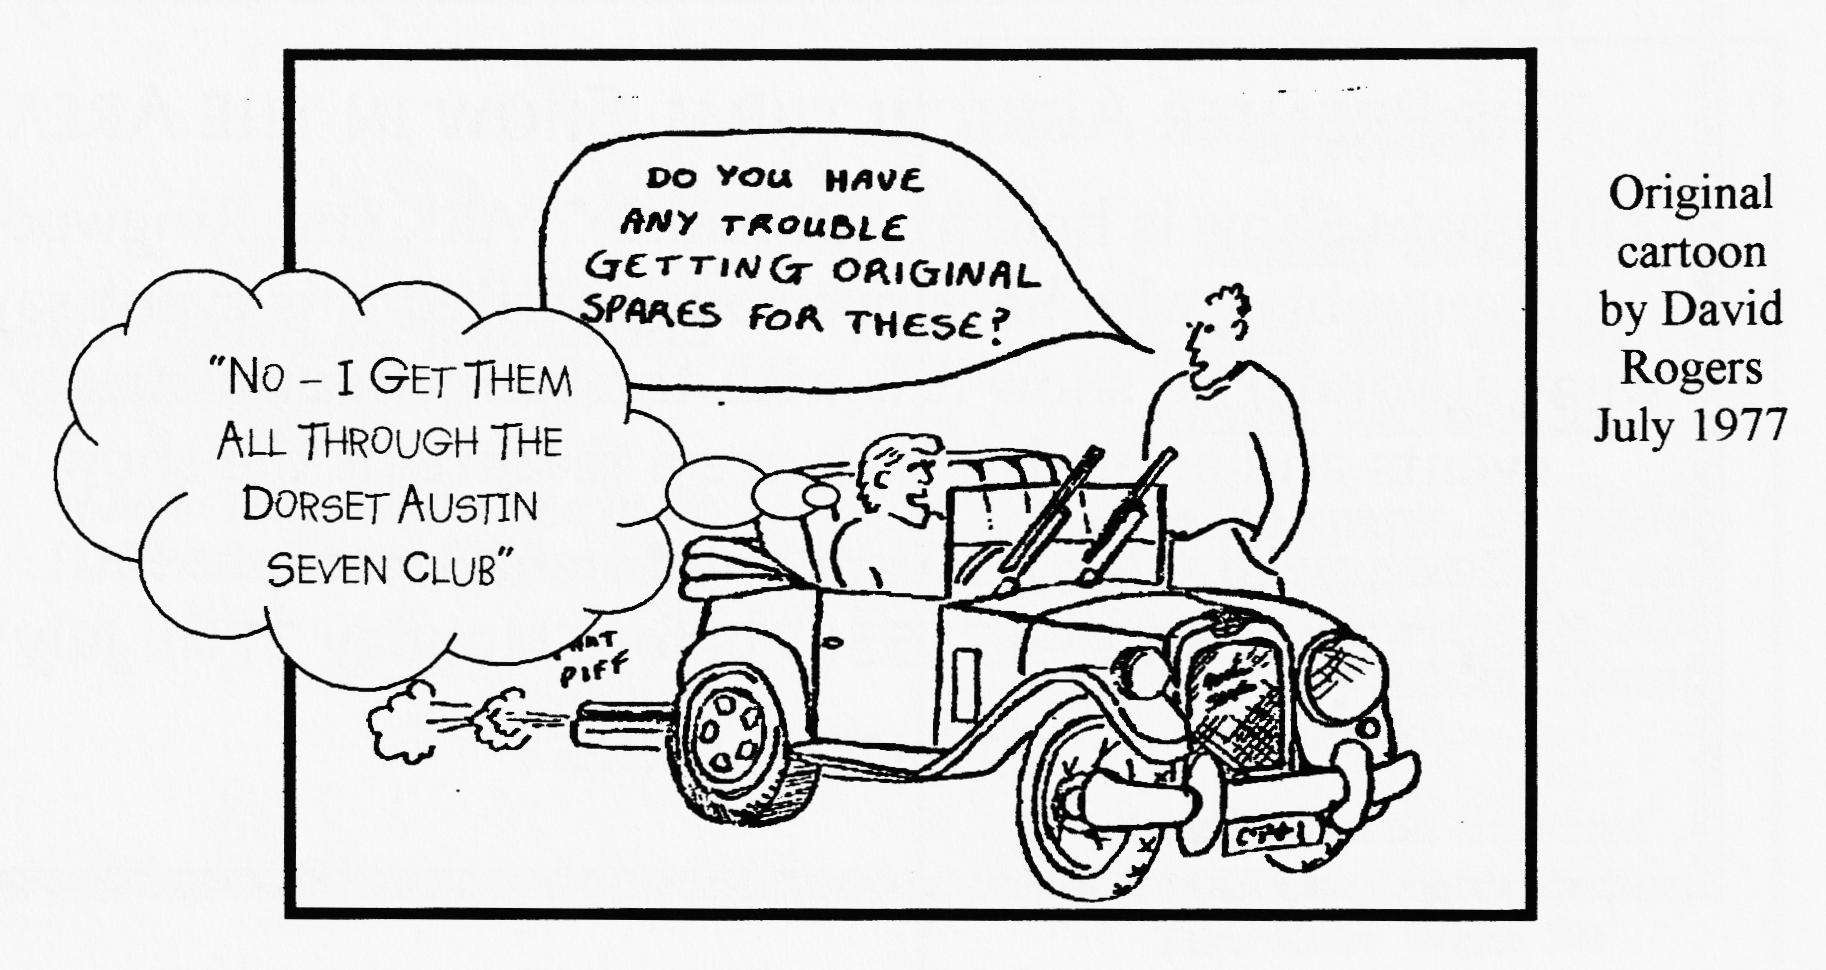 DO YOU HAVE
ANY TROUBLE
GETTING ORIGINAL
SPARES FOR THESE?
"NO – I GET THEM
ALL THROUGH THE
DORSET AUSTIN
SEVEN CLUB"
PIFF
Original
cartoon
by David
Rogers
July 1977